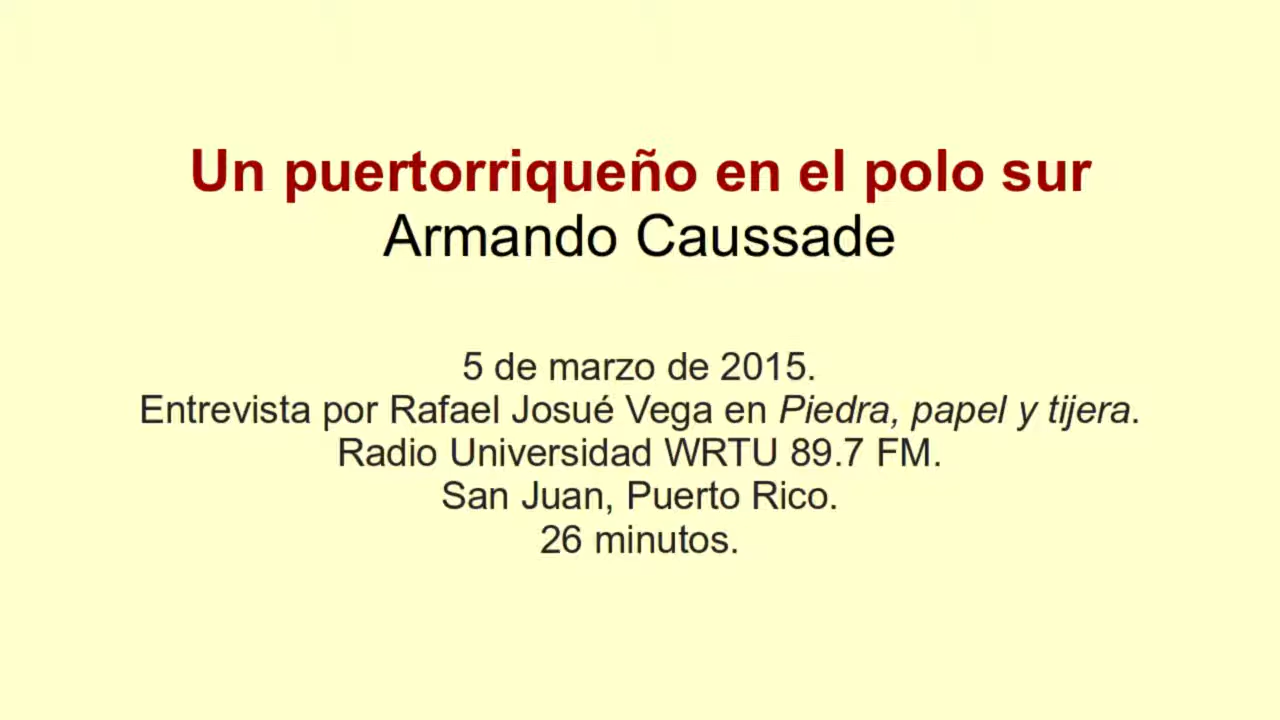 Un puertorriqueño en el polo sur
Armando Caussade
5 de marzo de 2015.
Entrevista por Rafael Josué Vega en Piedra, papel y tijera.
Radio Universidad WRTU 89.7 FM.
San Juan, Puerto Rico.
26 minutos.